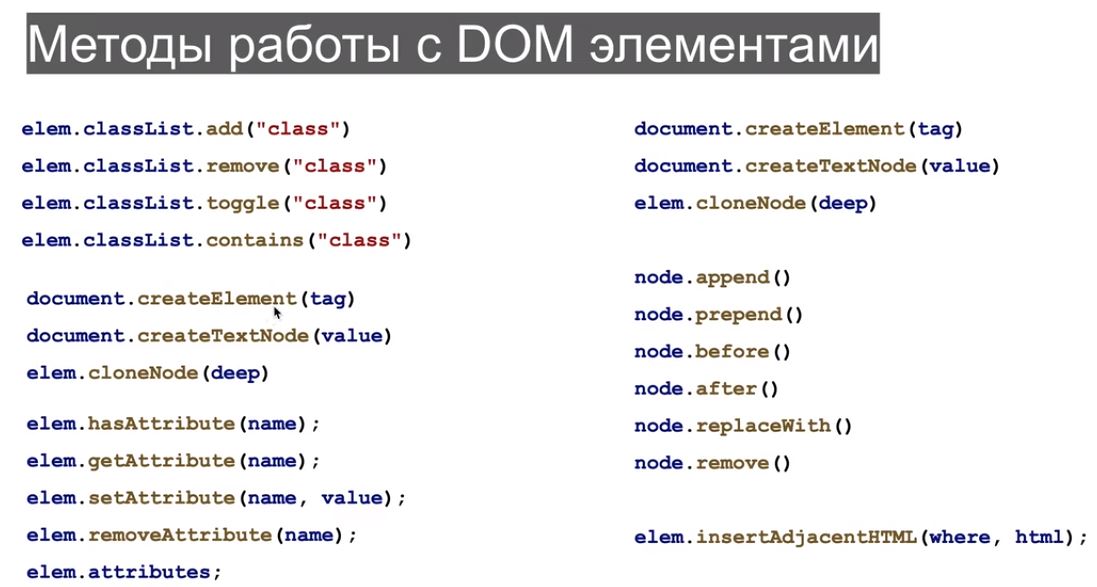 Методы работы с DOM элементами
elem.classList.add("class")
elem.classList.remove("class")
elem.classList.toggle("class")
elem.classList.contains("class")
document.createElement(tag)
document.createTextNode(value)
elem.cloneNode(deep)
elem.hasAttribute(name);
elem.getAttribute(name);
elem.setAttribute(name, value);
elem.removeAttribute(name);
elem.attributes;
document.createElement(tag)
document.createTextNode(value)
elem.cloneNode(deep)
node.append()
node.prepend()
node.before()
node.after()
node.replaceWith()
node.remove()
elem.insertAdjacentHTML(where, html);